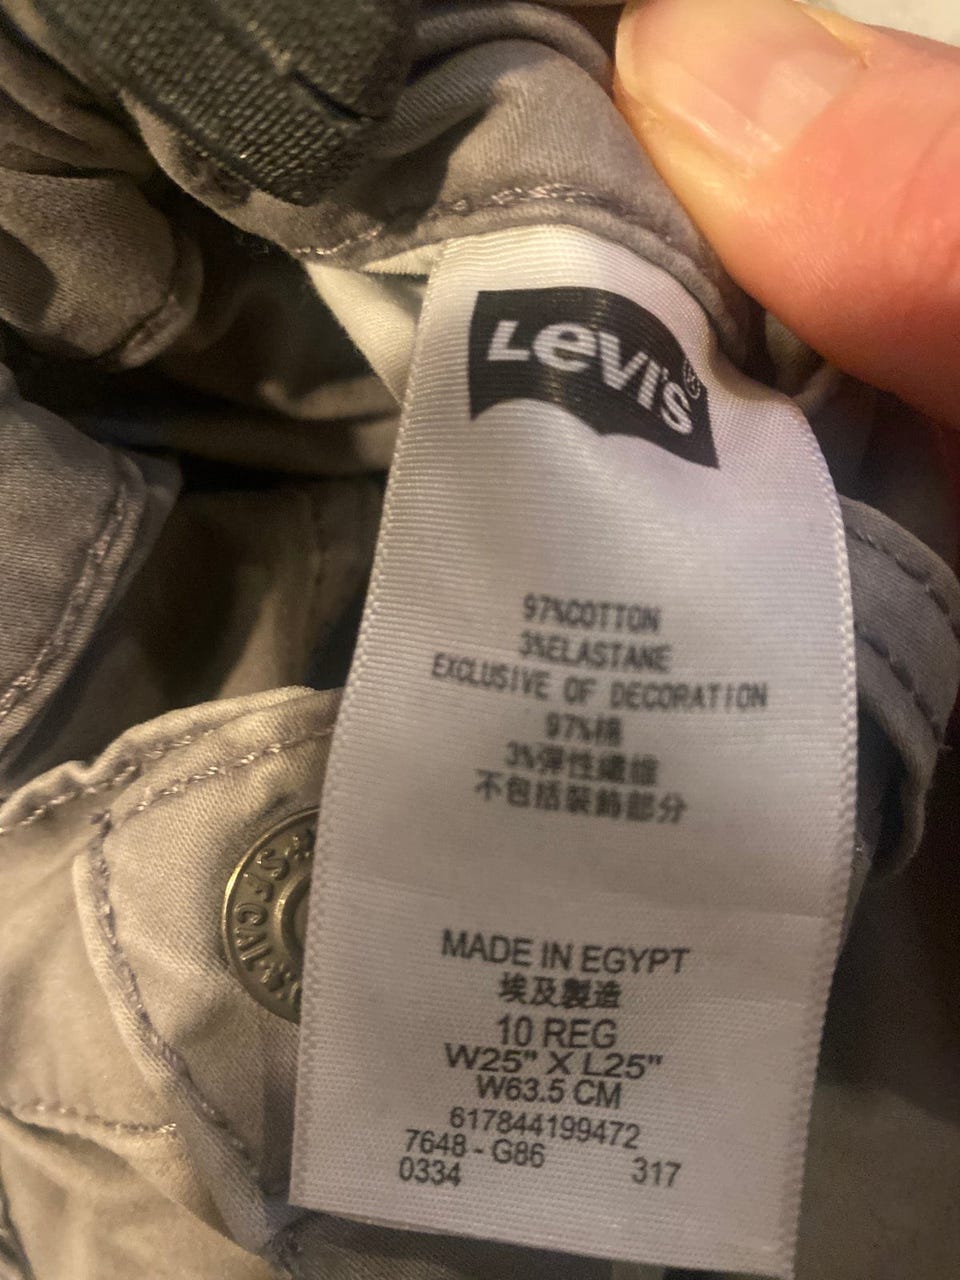 Levi's®
97%COTTON
3%ELASTANE
EXCLUSIVE OF DECORATION
97%棉
3%彈性纖維
不包括裝飾部分
MADE IN EGYPT
埃及製造
10 REG
W25" X L25"
W63.5 CM
617844199472
7648 - G86
0334 317